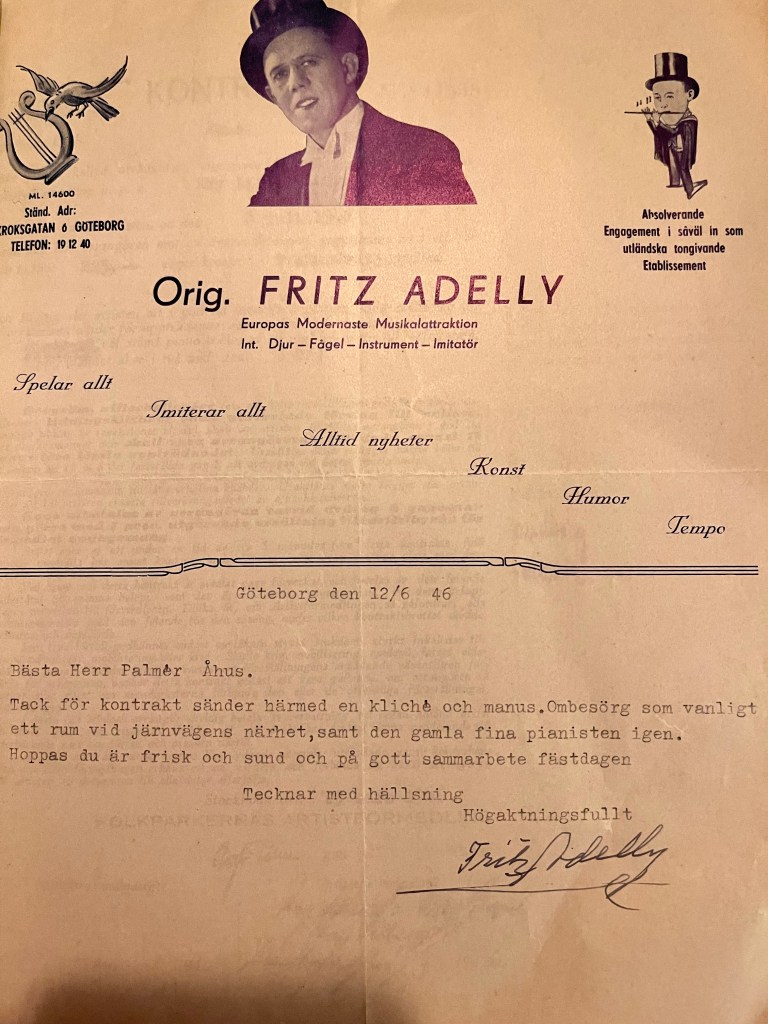 ML. 14600
Ständ. Adr:
KROKSGATAN 6 GÖTEBORG
TELEFON: 19 12 40
Absolverande
Engagement i såväl in som
utländska tongivande
Etablissement
Orig. FRITZ ADELLY
Europas Modernaste Musikalattraktion
Int. Djur – Fågel – Instrument – Imitatör
Spelar allt
Imiterar allt
Alltid nyheter
Konst
Humor
Tempo
Göteborg den 12/6 46
Bästa Herr Palmér Åhus.
Tack för kontrakt sänder härmed en kliché och manus.Ombesörg som vanligt
ett rum vid järnvägens närhet,samt den gamla fina pianisten igen.
Hoppas du är frisk och sund och på gott sammarbete fästdagen
Tecknar med hällsning
Högaktningsfullt
Fritz Adelly
FOLKPARKERNAS ARTISTFÖRMEDLING